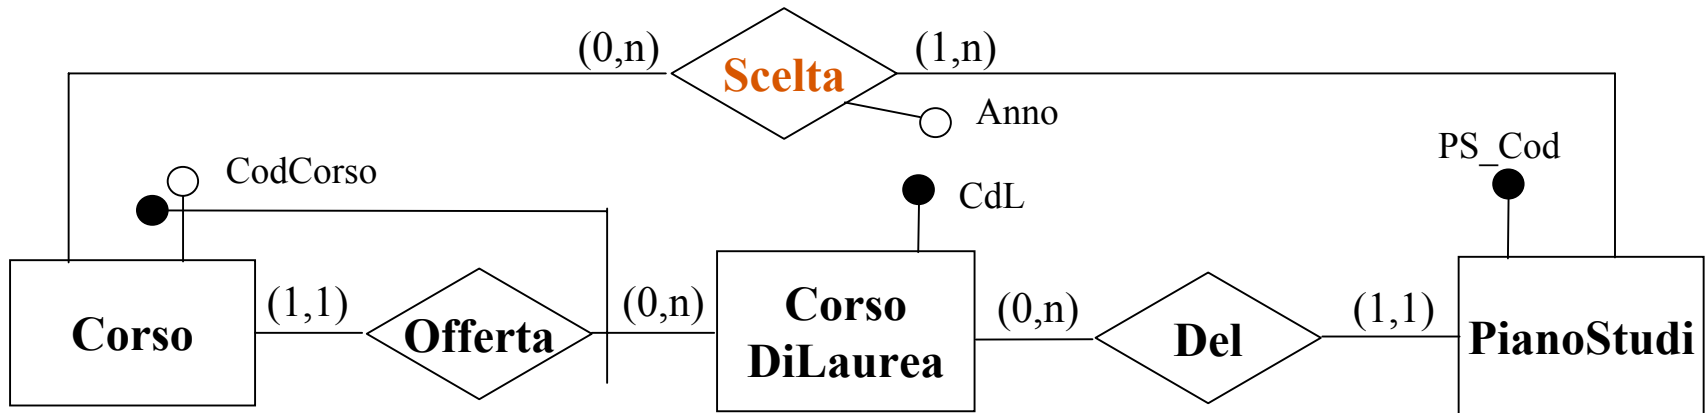 (0,n)
Scelta
(1,n)
Anno
CodCorso
CdL
PS_Cod
Corso
(1,1)
Offerta
(0,n)
Corso
DiLaurea
(0,n)
Del
(1,1)
PianoStudi